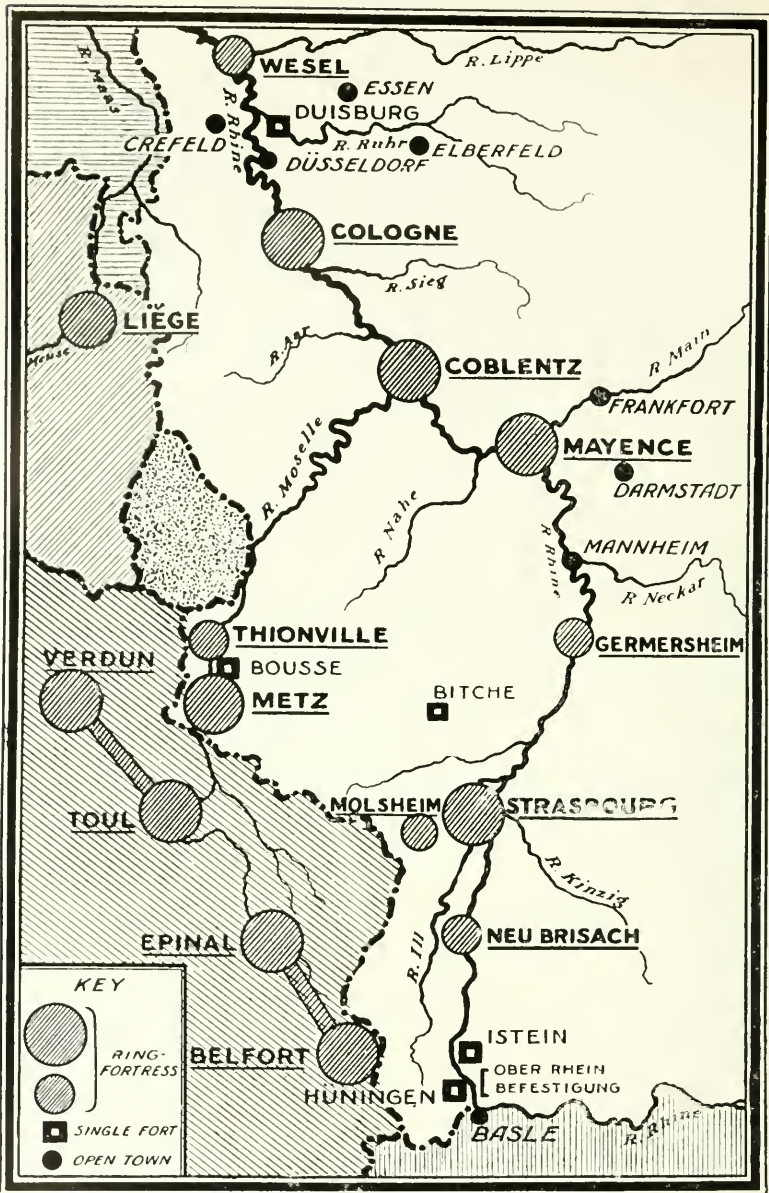 WESEL
R. Lippe
R. Maas
ESSEN
R. Rhine
DUISBURG
CREFELD
R. Ruhr
ELBERFELD
DÜSSELDORF
COLOGNE
R. Sieg
LIÈGE
Meuse
R. Ahr
COBLENTZ
R. Main
FRANKFORT
MAYENCE
DARMSTADT
R. Moselle
R Nahe
R Rhine
MANNHEIM
R Neckar
THIONVILLE
GERMERSHEIM
VERDUN
BOUSSE
METZ
BITCHE
TOUL
MOLSHEIM
STRASBOURG
R. Kinzig
EPINAL
NEU BRISACH
R. Ill
BELFORT
ISTEIN
OBER RHEIN
BEFESTIGUNG
HÜNINGEN
BASLE
R. Rhine
KEY
RING-
FORTRESS
SINGLE FORT
OPEN TOWN